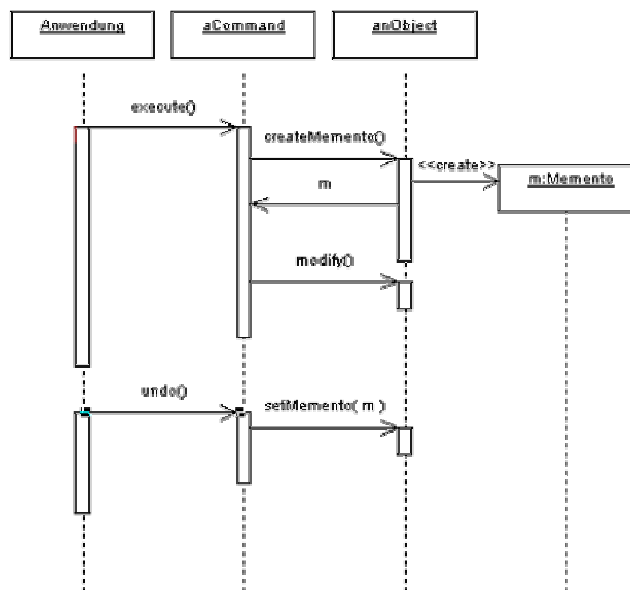 Anwendung
aCommand
anObject
execute()
createMemento()
<<create>>
m:Memento
m
modify()
undo()
setMemento( m )